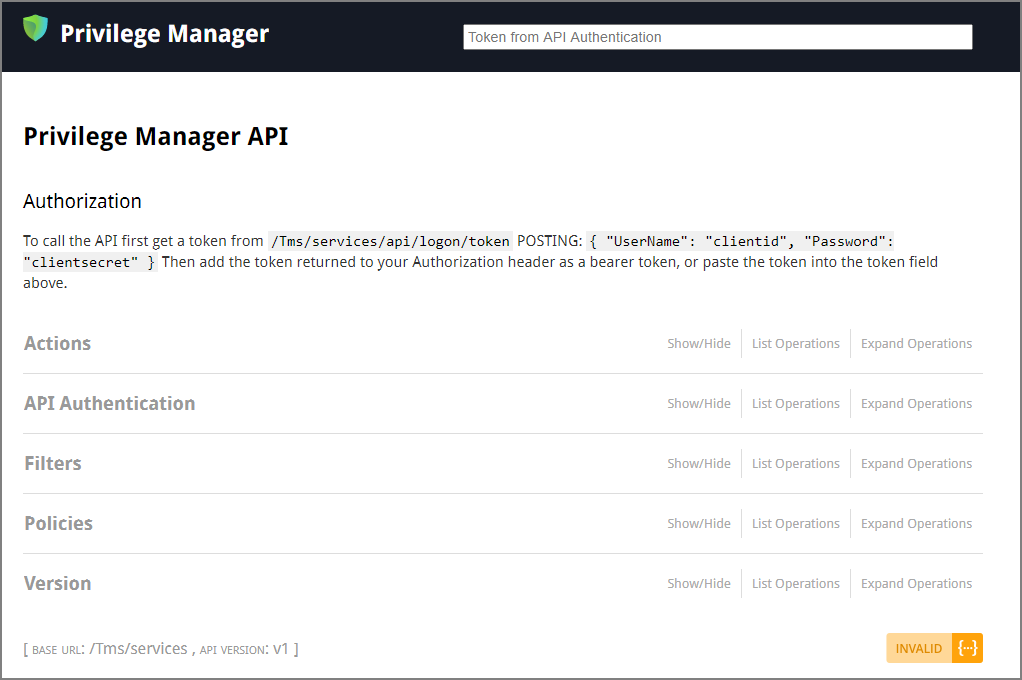 Privilege Manager
Token from API Authentication
Privilege Manager API
Authorization
To call the API first get a token from /Tms/services/api/logon/token POSTING: { "UserName": "clientid", "Password":
"clientsecret" } Then add the token returned to your Authorization header as a bearer token, or paste the token into the token field
above.
Actions Show/Hide List Operations Expand Operations
API Authentication Show/Hide List Operations Expand Operations
Filters Show/Hide List Operations Expand Operations
Policies Show/Hide List Operations Expand Operations
Version Show/Hide List Operations Expand Operations
[ BASE URL: /Tms/services , API VERSION: v1 ]
INVALID {...}